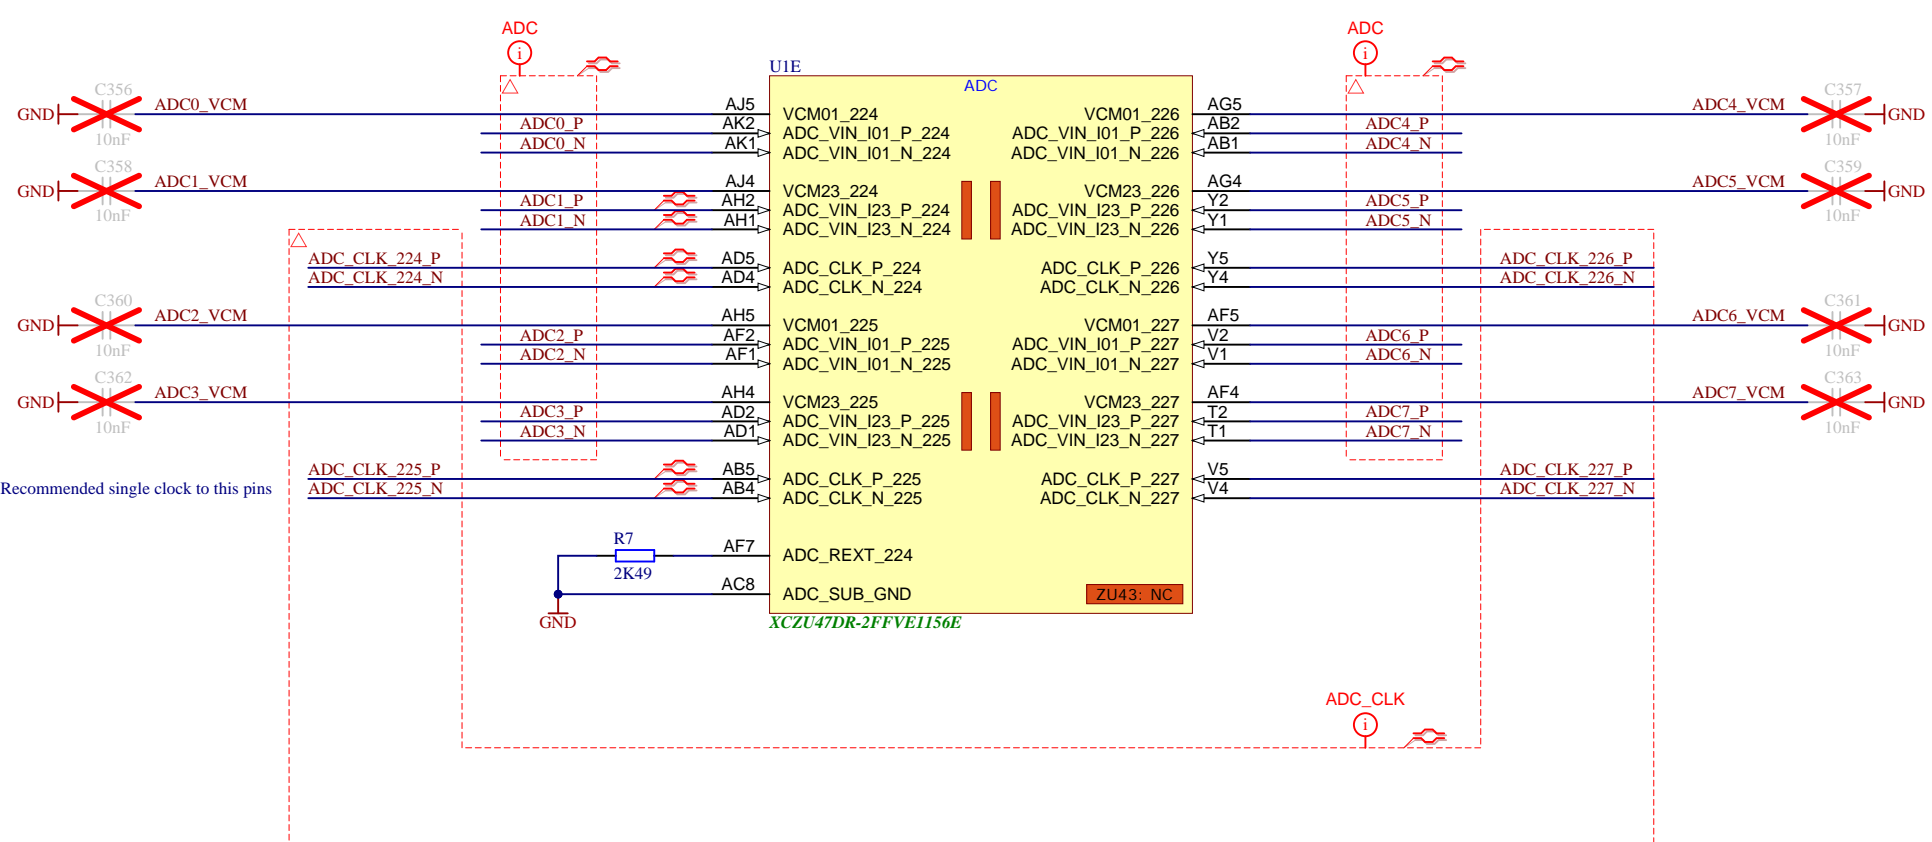 ADC
ADC
U1E
ADC
C356
GND
10nF
ADC0_VCM
AJ5
VCM01_224
ADC0_P
AK2
ADC_VIN_I01_P_224
ADC0_N
AK1
ADC_VIN_I01_N_224
C358
GND
10nF
ADC1_VCM
AJ4
VCM23_224
ADC1_P
AH2
ADC_VIN_I23_P_224
ADC1_N
AH1
ADC_VIN_I23_N_224
ADC_CLK_224_P
AD5
ADC_CLK_P_224
ADC_CLK_224_N
AD4
ADC_CLK_N_224
C360
GND
10nF
ADC2_VCM
AH5
VCM01_225
ADC2_P
AF2
ADC_VIN_I01_P_225
ADC2_N
AF1
ADC_VIN_I01_N_225
C362
GND
10nF
ADC3_VCM
AH4
VCM23_225
ADC3_P
AD2
ADC_VIN_I23_P_225
ADC3_N
AD1
ADC_VIN_I23_N_225
ADC_CLK_225_P
AB5
ADC_CLK_P_225
Recommended single clock to this pins
ADC_CLK_225_N
AB4
ADC_CLK_N_225
R7
2K49
AF7
ADC_REXT_224
AC8
ADC_SUB_GND
GND
VCM01_226
AG5
ADC4_VCM
C357
10nF
GND
ADC_VIN_I01_P_226
AB2
ADC4_P
ADC_VIN_I01_N_226
AB1
ADC4_N
VCM23_226
AG4
ADC5_VCM
C359
10nF
GND
ADC_VIN_I23_P_226
Y2
ADC5_P
ADC_VIN_I23_N_226
Y1
ADC5_N
ADC_CLK_P_226
Y5
ADC_CLK_226_P
ADC_CLK_N_226
Y4
ADC_CLK_226_N
VCM01_227
AF5
ADC6_VCM
C361
10nF
GND
ADC_VIN_I01_P_227
V2
ADC6_P
ADC_VIN_I01_N_227
V1
ADC6_N
VCM23_227
AF4
ADC7_VCM
C363
10nF
GND
ADC_VIN_I23_P_227
T2
ADC7_P
ADC_VIN_I23_N_227
T1
ADC7_N
ADC_CLK_P_227
V5
ADC_CLK_227_P
ADC_CLK_N_227
V4
ADC_CLK_227_N
ZU43: NC
XCZU47DR-2FFVE1156E
ADC_CLK